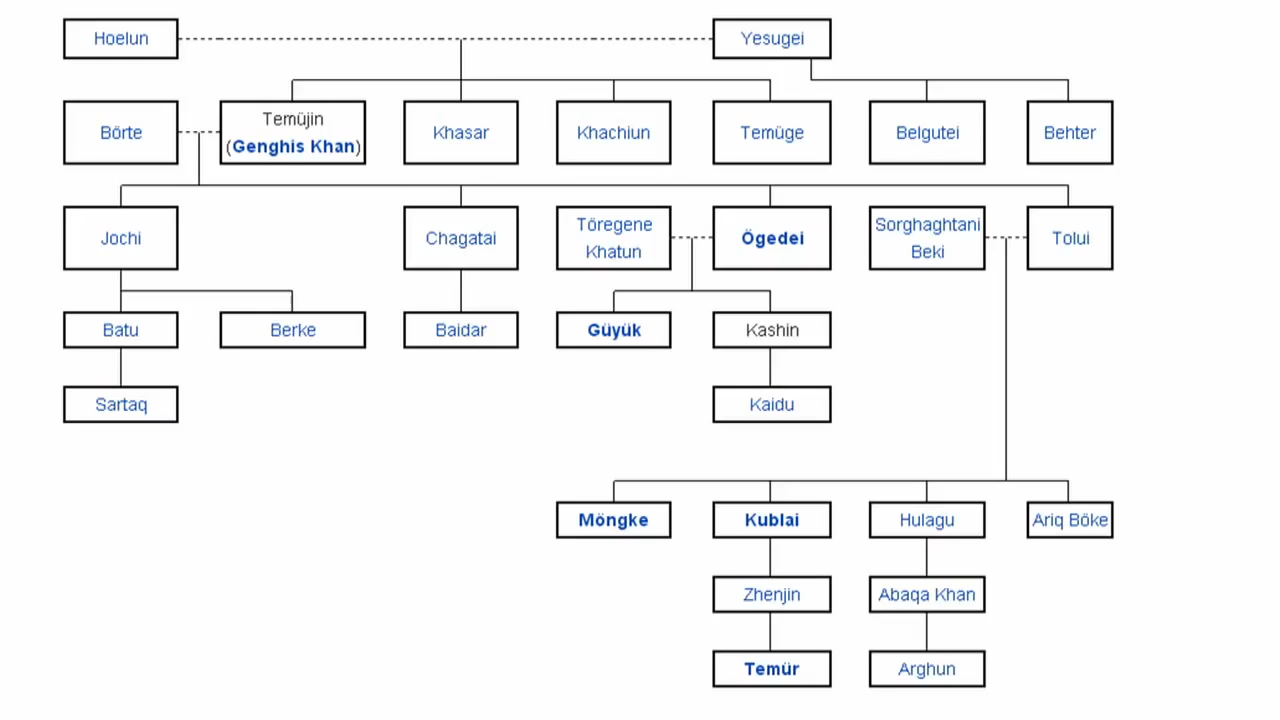 Hoelun
Yesugei
Börte
Temüjin
(Genghis Khan)
Khasar
Khachiun
Temüge
Belgutei
Behter
Jochi
Chagatai
Töregene
Khatun
Ögedei
Sorghaghtani
Beki
Tolui
Batu
Berke
Baidar
Güyük
Kashin
Sartaq
Kaidu
Möngke
Kublai
Hulagu
Ariq Böke
Zhenjin
Abaqa Khan
Temür
Arghun